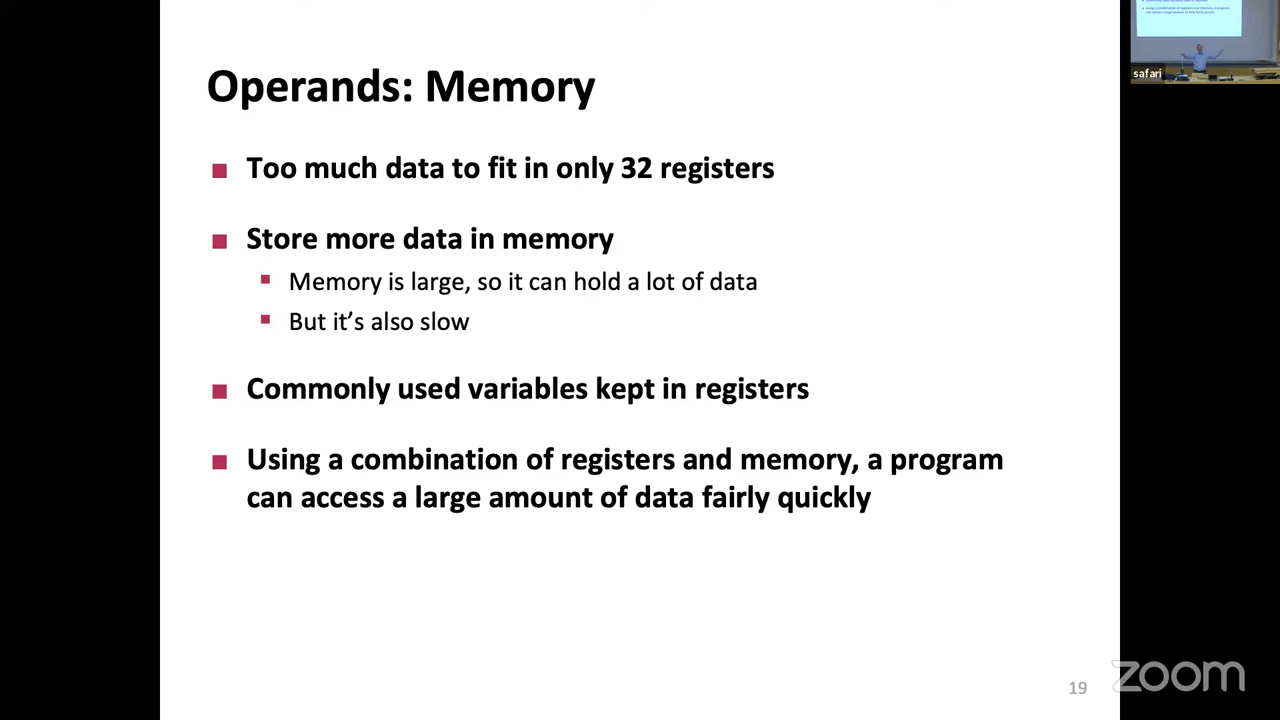 Operands: Memory
Too much data to fit in only 32 registers
Store more data in memory
Memory is large, so it can hold a lot of data
But it's also slow
Commonly used variables kept in registers
Using a combination of registers and memory, a program
can access a large amount of data fairly quickly
19
safari
zoom